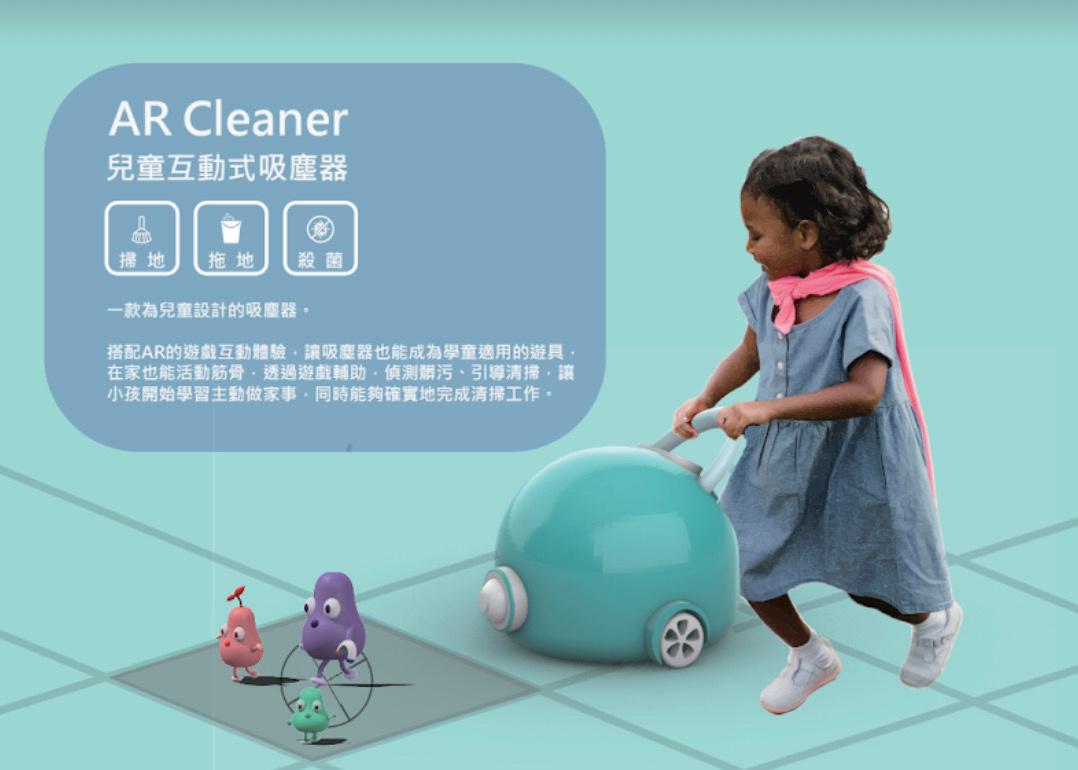 AR Cleaner
兒童互動式吸塵器
掃地 拖地 殺菌
一款為兒童設計的吸塵器。
搭配AR的遊戲互動體驗，讓吸塵器也能成為學童適用的遊具，
在家也能活動筋骨，透過遊戲輔助，偵測髒污、引導清掃，讓
小孩開始學習主動做家事，同時能夠確實地完成清掃工作。